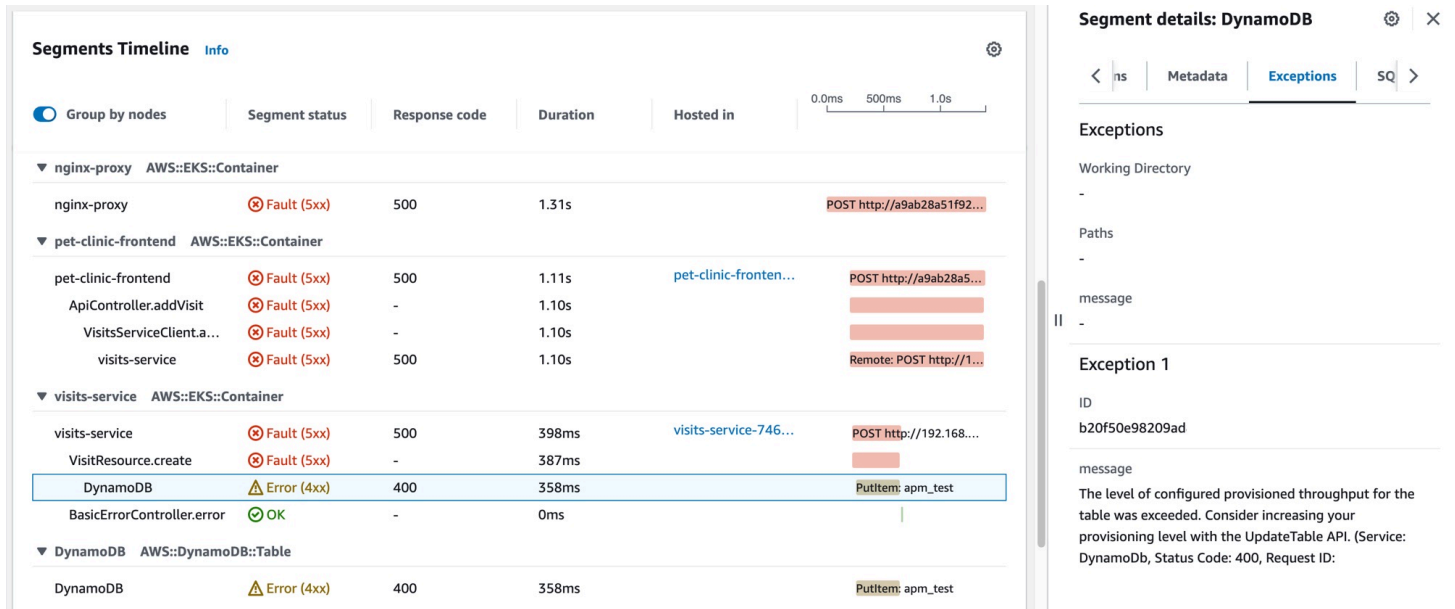 Segments Timeline Info
Group by nodes Segment status Response code Duration Hosted in 0.0ms 500ms 1.0s
nginx-proxy AWS::EKS::Container
nginx-proxy Fault (5xx) 500 1.31s POST http://a9ab28a51f92...
pet-clinic-frontend AWS::EKS::Container
pet-clinic-frontend Fault (5xx) 500 1.11s pet-clinic-fronten... POST http://a9ab28a5...
ApiController.addVisit Fault (5xx) - 1.10s
VisitsServiceClient.a... Fault (5xx) - 1.10s
visits-service Fault (5xx) 500 1.10s Remote: POST http://1...
visits-service AWS::EKS::Container
visits-service Fault (5xx) 500 398ms visits-service-746... POST http://192.168....
VisitResource.create Fault (5xx) - 387ms
DynamoDB Error (4xx) 400 358ms PutItem: apm_test
BasicErrorController.error OK - 0ms
DynamoDB AWS::DynamoDB::Table
DynamoDB Error (4xx) 400 358ms PutItem: apm_test
Segment details: DynamoDB
ns Metadata Exceptions SQ
Exceptions
Working Directory
-
Paths
-
message
-
Exception 1
ID
b20f50e98209ad
message
The level of configured provisioned throughput for the
table was exceeded. Consider increasing your
provisioning level with the UpdateTable API. (Service:
DynamoDb, Status Code: 400, Request ID: